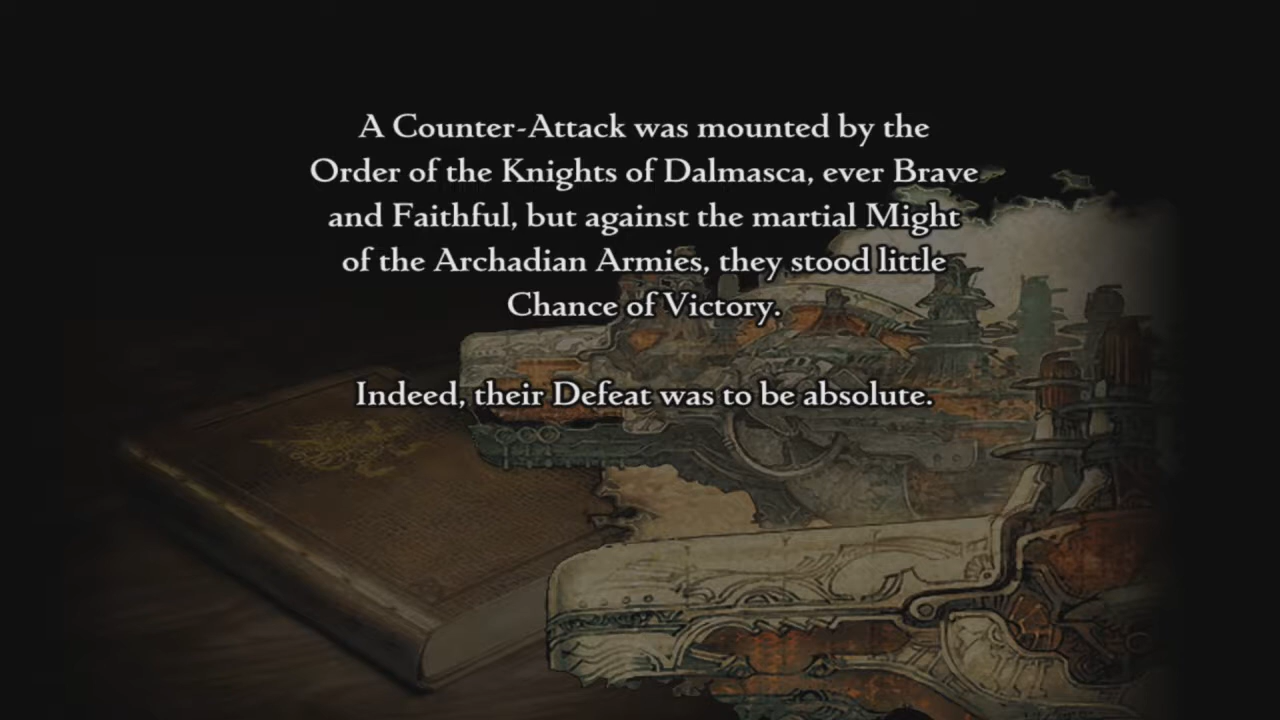 A Counter-Attack was mounted by the
Order of the Knights of Dalmasca, ever Brave
and Faithful, but against the martial Might
of the Archadian Armies, they stood little
Chance of Victory.
Indeed, their Defeat was to be absolute.